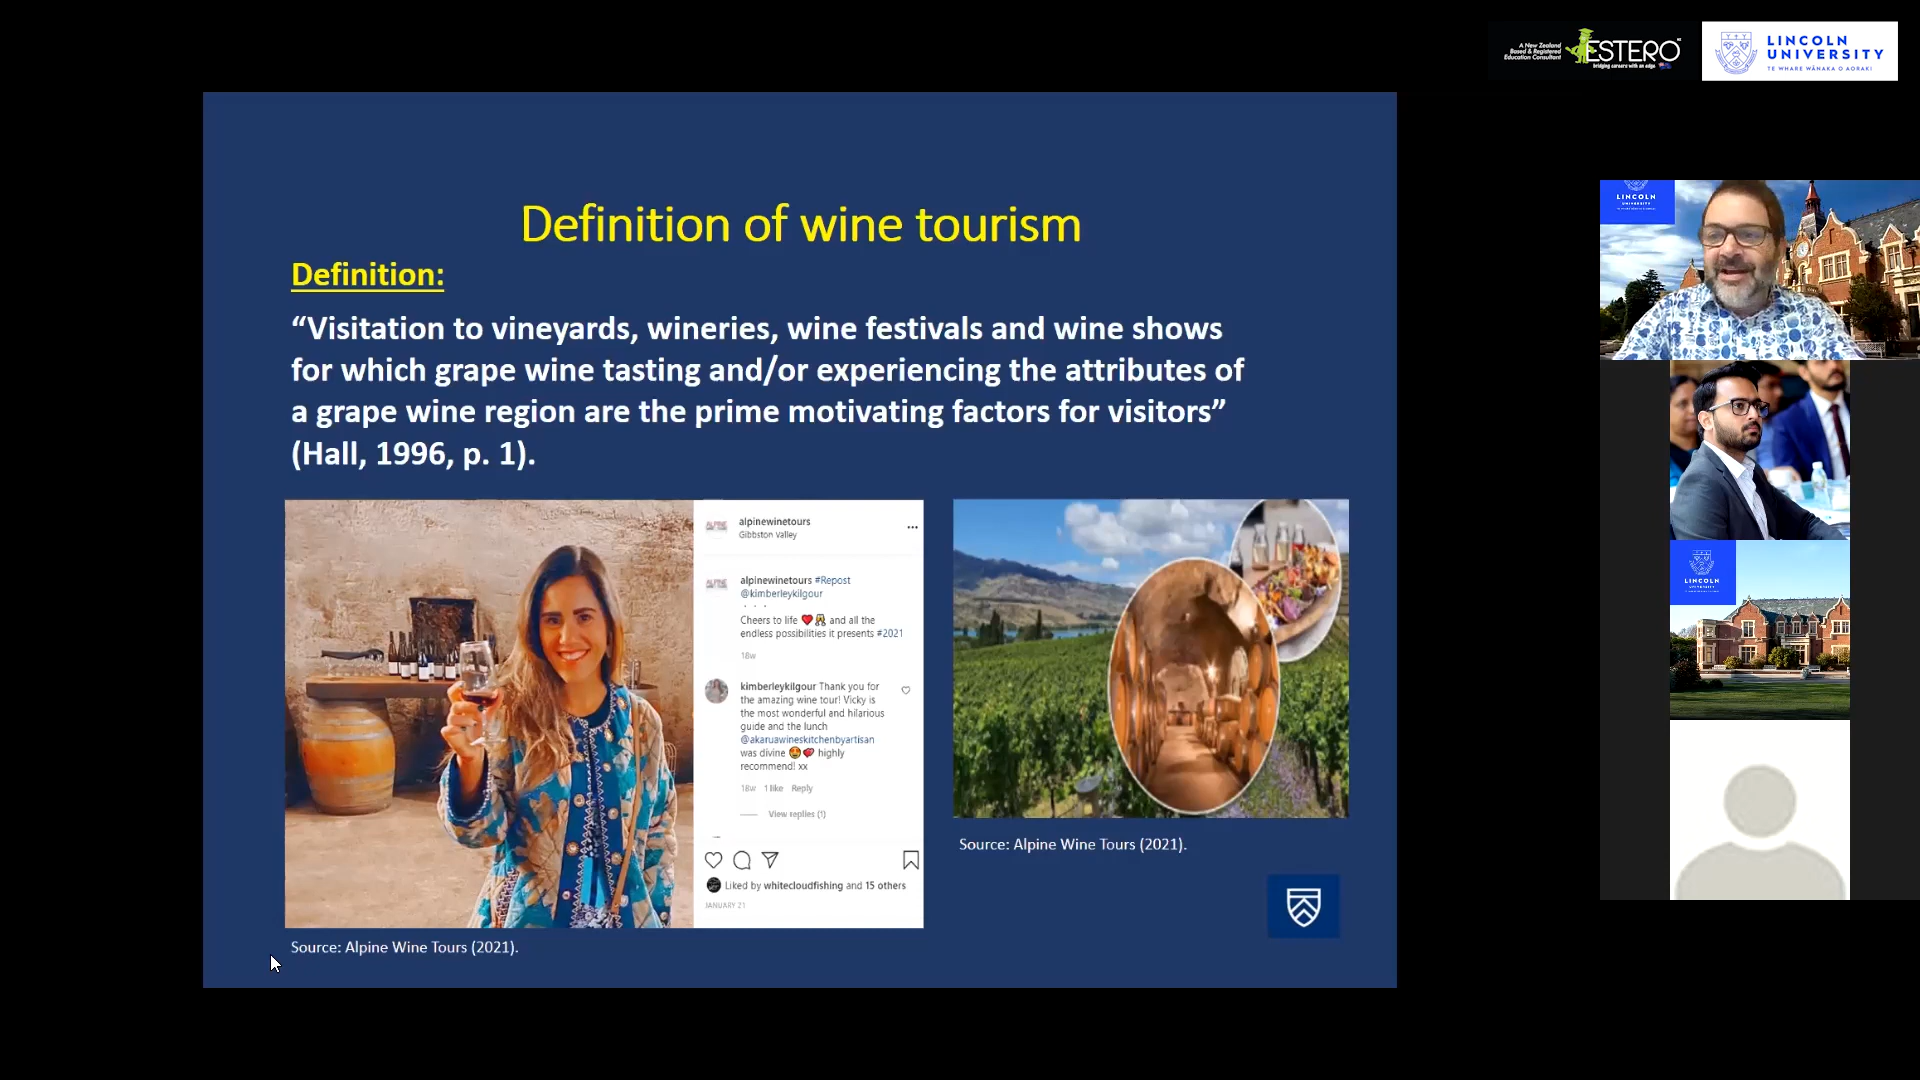 A New Zealand
Based & Registered
Education Consultant
ESTERO
bridging careers with an edge
LINCOLN
UNIVERSITY
TE WHARE WĀNAKA O AORAKI
Definition of wine tourism
Definition:
“Visitation to vineyards, wineries, wine festivals and wine shows
for which grape wine tasting and/or experiencing the attributes of
a grape wine region are the prime motivating factors for visitors”
(Hall, 1996, p. 1).
alpinewinetours
Gibbston Valley
alpinewinetours #Repost
@kimberleykilgour
. . .
Cheers to life ❤️🥂 and all the
endless possibilities it presents #2021
18w
kimberleykilgour Thank you for
the amazing wine tour! Vicky is
the most wonderful and hilarious
guide and the lunch
@akaruawineskitchenbyartisan
was divine 😍💕 highly
recommend! xx
18w 1 like Reply
View replies (1)
Liked by whitecloudfishing and 15 others
JANUARY 21
Source: Alpine Wine Tours (2021).
Source: Alpine Wine Tours (2021).
LINCOLN
UNIVERSITY
LINCOLN
UNIVERSITY